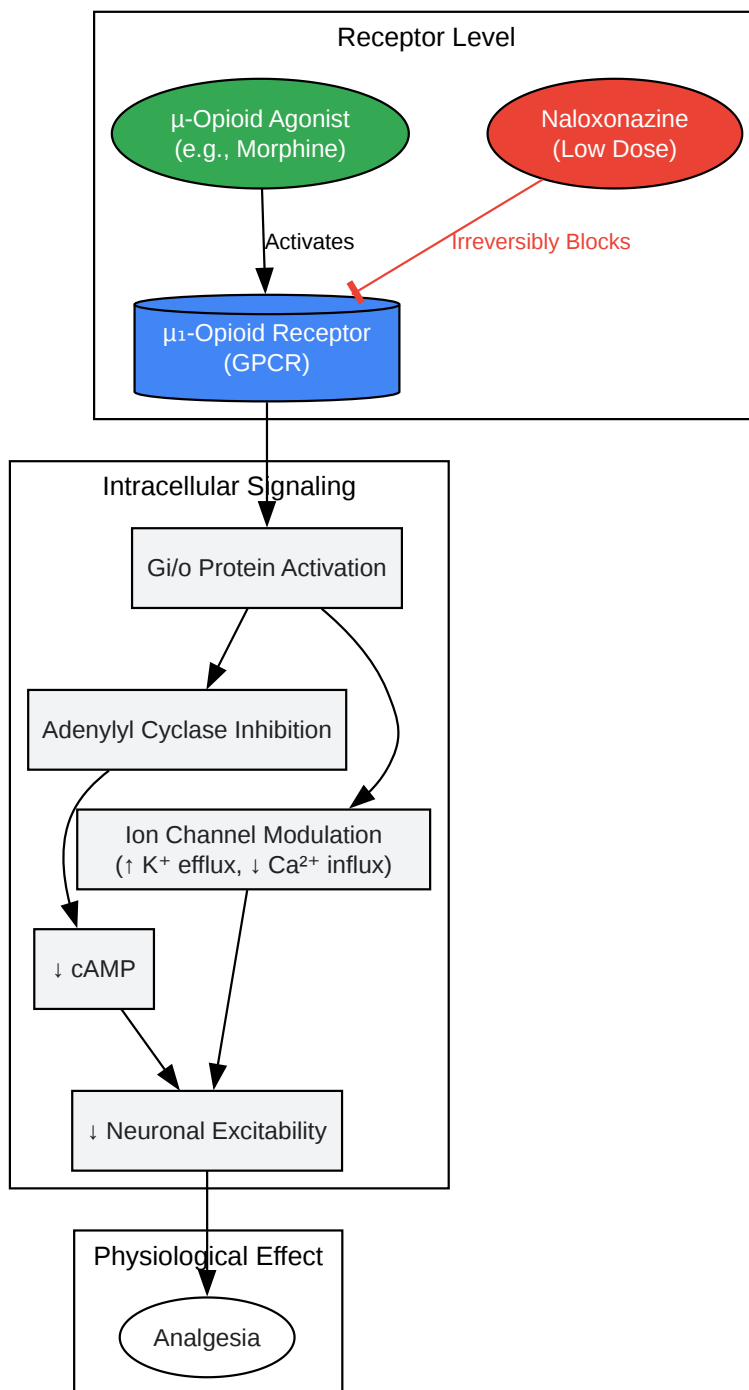 Receptor Level
µ-Opioid Agonist
(e.g., Morphine)
Naloxonazine
(Low Dose)
Activates
Irreversibly Blocks
µ₁-Opioid Receptor
(GPCR)
Intracellular Signaling
Gi/o Protein Activation
Adenylyl Cyclase Inhibition
Ion Channel Modulation
(↑ K⁺ efflux, ↓ Ca²⁺ influx)
↓ cAMP
↓ Neuronal Excitability
Physiological Effect
Analgesia